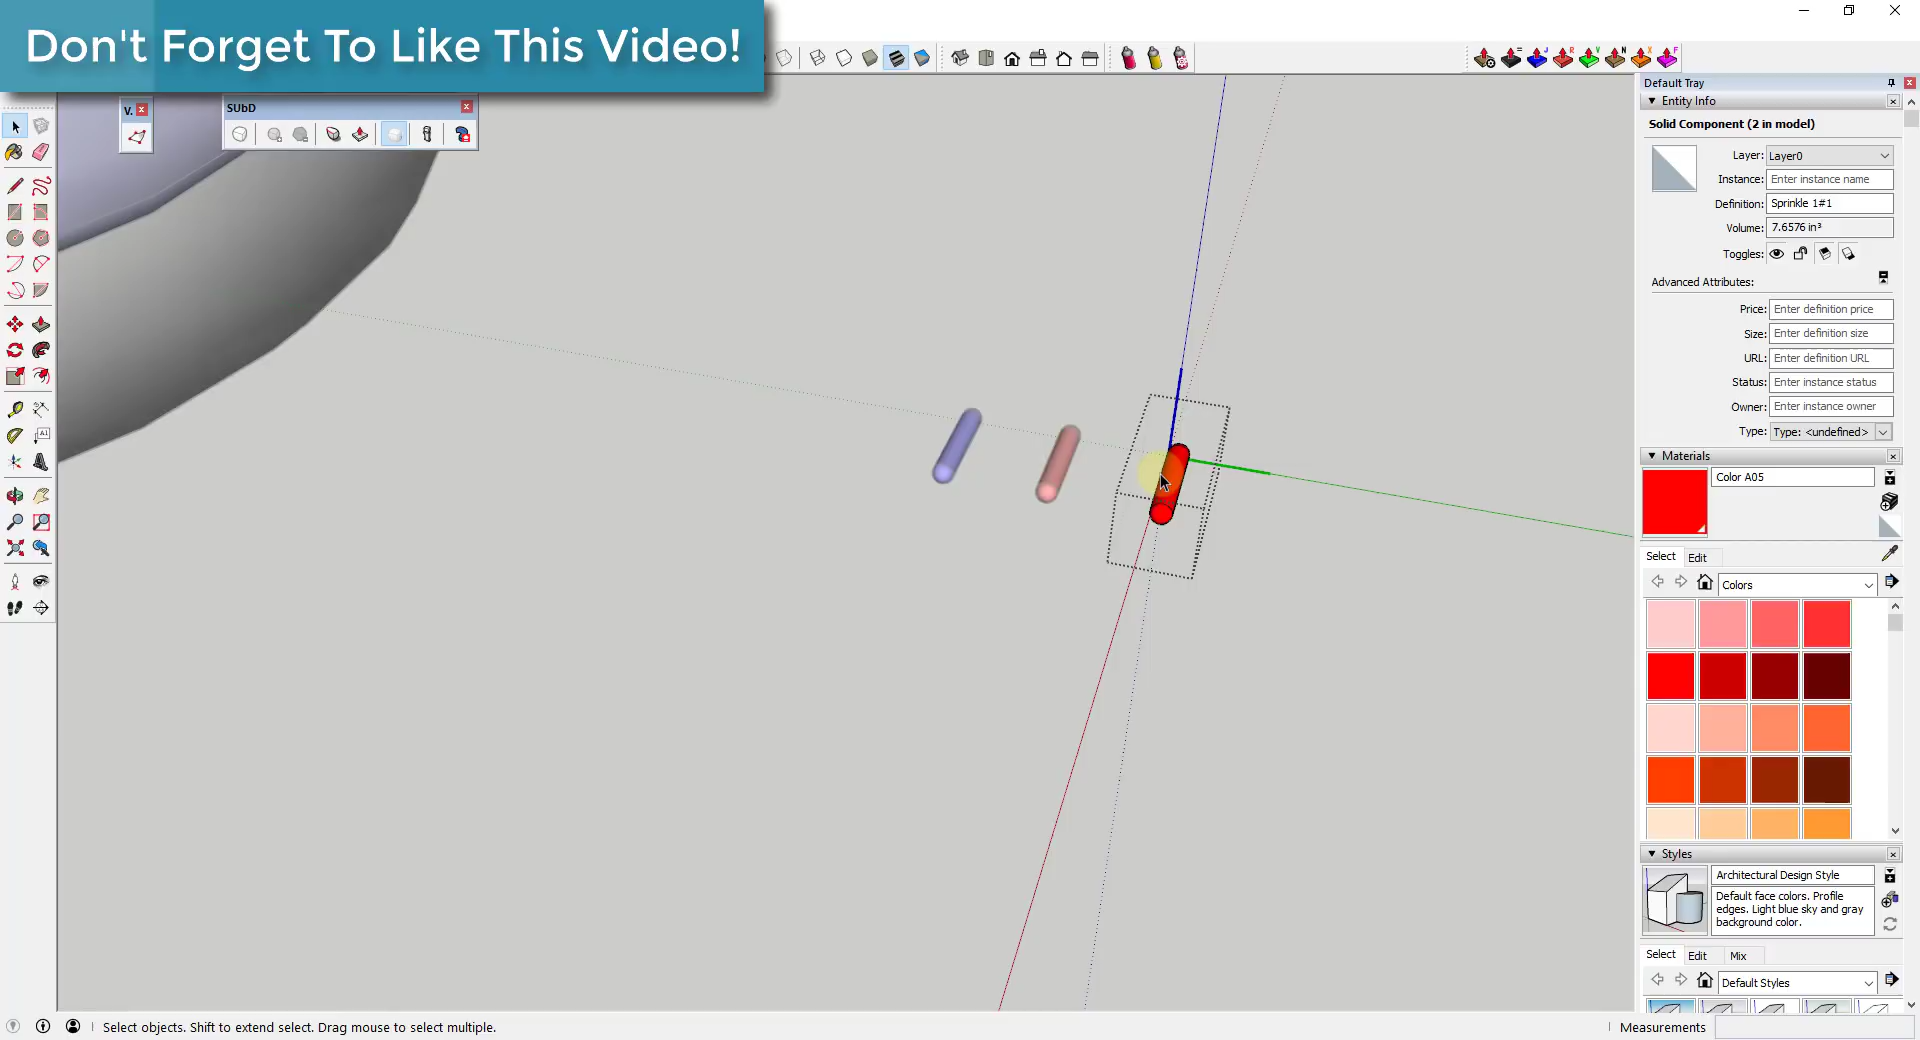 Don't Forget To Like This Video!
Default Tray
V.
SUbD
Entity Info
Solid Component (2 in model)
Layer: Layer0
Instance: Enter instance name
Definition: Sprinkle 1#1
Volume: 7.6576 in³
Toggles:
Advanced Attributes:
Price: Enter definition price
Size: Enter definition size
URL: Enter definition URL
Status: Enter instance status
Owner: Enter instance owner
Type: Type: <undefined>
Materials
Color A05
Select Edit
Colors
Styles
Architectural Design Style
Default face colors. Profile
edges. Light blue sky and gray
background color.
Select Edit Mix
Default Styles
Select objects. Shift to extend select. Drag mouse to select multiple.
Measurements